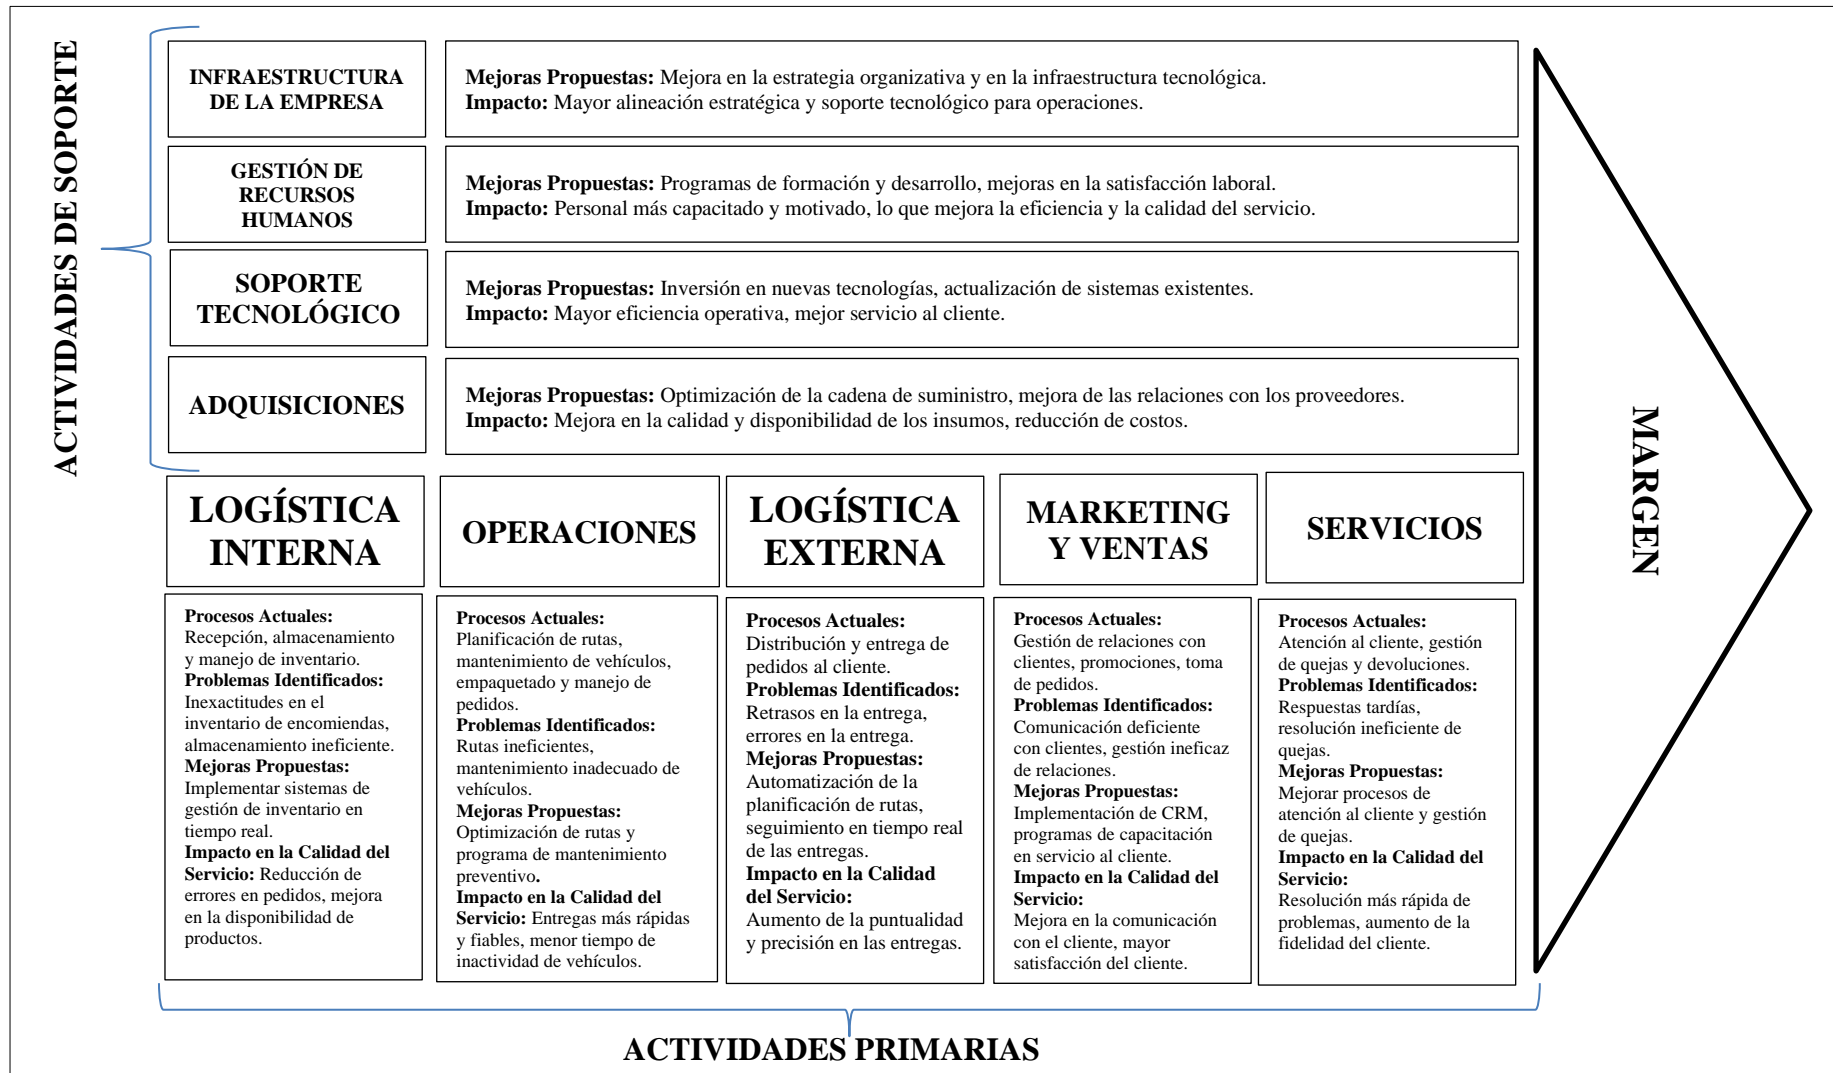 ACTIVIDADES DE SOPORTE
INFRAESTRUCTURA
DE LA EMPRESA
Mejoras Propuestas: Mejora en la estrategia organizativa y en la infraestructura tecnológica.
Impacto: Mayor alineación estratégica y soporte tecnológico para operaciones.
GESTIÓN DE
RECURSOS
HUMANOS
Mejoras Propuestas: Programas de formación y desarrollo, mejoras en la satisfacción laboral.
Impacto: Personal más capacitado y motivado, lo que mejora la eficiencia y la calidad del servicio.
SOPORTE
TECNOLÓGICO
Mejoras Propuestas: Inversión en nuevas tecnologías, actualización de sistemas existentes.
Impacto: Mayor eficiencia operativa, mejor servicio al cliente.
ADQUISICIONES
Mejoras Propuestas: Optimización de la cadena de suministro, mejora de las relaciones con los proveedores.
Impacto: Mejora en la calidad y disponibilidad de los insumos, reducción de costos.
LOGÍSTICA
INTERNA
Procesos Actuales:
Recepción, almacenamiento
y manejo de inventario.
Problemas Identificados:
Inexactitudes en el
inventario de encomiendas,
almacenamiento ineficiente.
Mejoras Propuestas:
Implementar sistemas de
gestión de inventario en
tiempo real.
Impacto en la Calidad del
Servicio: Reducción de
errores en pedidos, mejora
en la disponibilidad de
productos.
OPERACIONES
Procesos Actuales:
Planificación de rutas,
mantenimiento de vehículos,
empaquetado y manejo de
pedidos.
Problemas Identificados:
Rutas ineficientes,
mantenimiento inadecuado de
vehículos.
Mejoras Propuestas:
Optimización de rutas y
programa de mantenimiento
preventivo.
Impacto en la Calidad del
Servicio: Entregas más rápidas
y fiables, menor tiempo de
inactividad de vehículos.
LOGÍSTICA
EXTERNA
Procesos Actuales:
Distribución y entrega de
pedidos al cliente.
Problemas Identificados:
Retrasos en la entrega,
errores en la entrega.
Mejoras Propuestas:
Automatización de la
planificación de rutas,
seguimiento en tiempo real
de las entregas.
Impacto en la Calidad
del Servicio:
Aumento de la puntualidad
y precisión en las entregas.
MARKETING
Y VENTAS
Procesos Actuales:
Gestión de relaciones con
clientes, promociones, toma
de pedidos.
Problemas Identificados:
Comunicación deficiente
con clientes, gestión ineficaz
de relaciones.
Mejoras Propuestas:
Implementación de CRM,
programas de capacitación
en servicio al cliente.
Impacto en la Calidad del
Servicio:
Mejora en la comunicación
con el cliente, mayor
satisfacción del cliente.
SERVICIOS
Procesos Actuales:
Atención al cliente, gestión
de quejas y devoluciones.
Problemas Identificados:
Respuestas tardías,
resolución ineficiente de
quejas.
Mejoras Propuestas:
Mejorar procesos de
atención al cliente y gestión
de quejas.
Impacto en la Calidad del
Servicio:
Resolución más rápida de
problemas, aumento de la
fidelidad del cliente.
MARGEN
ACTIVIDADES PRIMARIAS